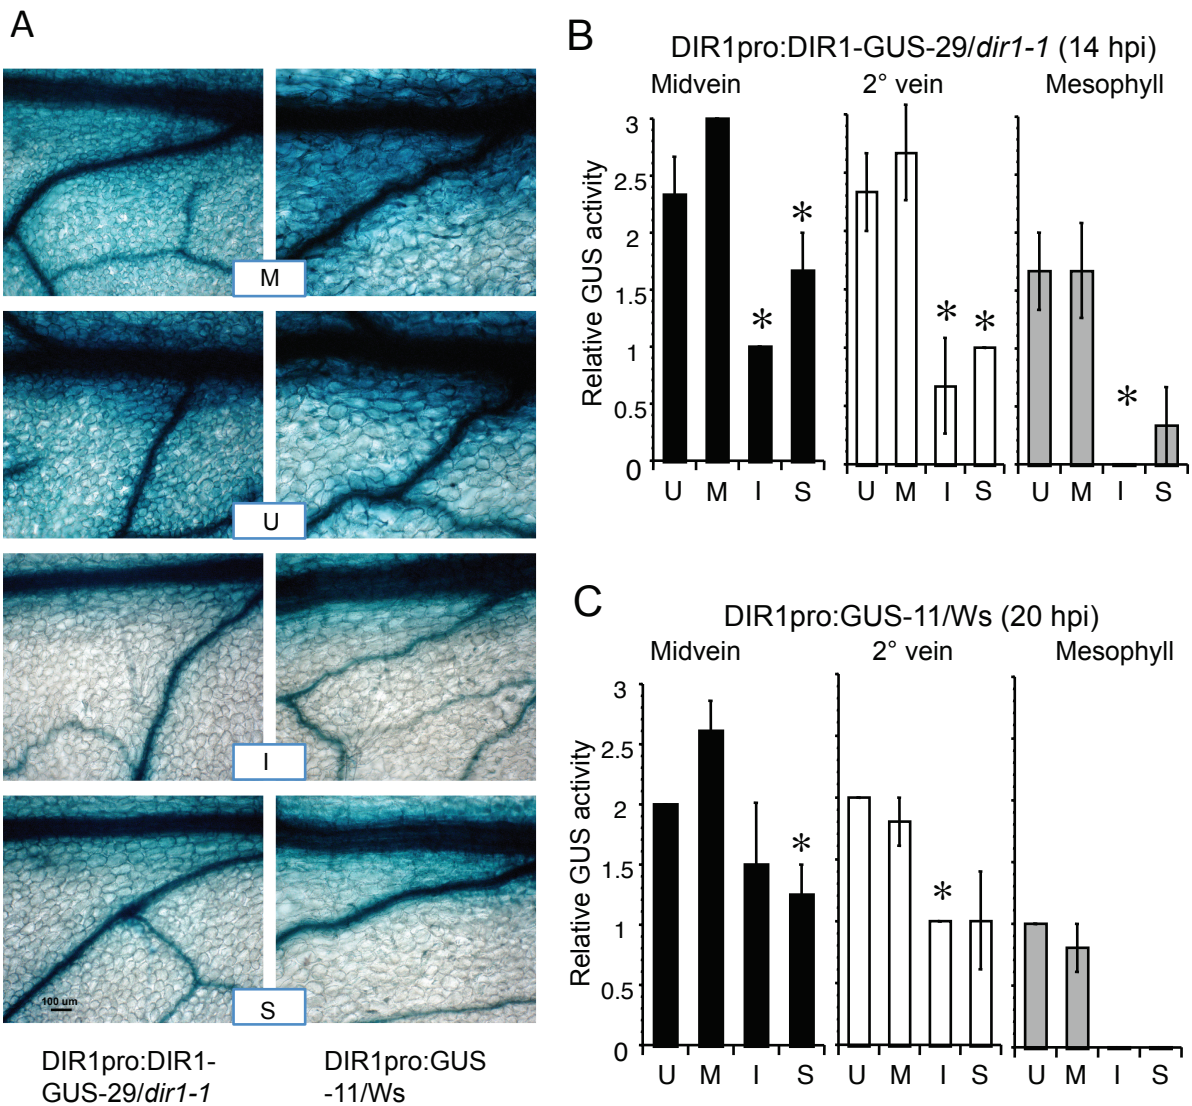 A
M
U
I
S
100 um
DIR1pro:DIR1-
GUS-29/dir1-1
DIR1pro:GUS
-11/Ws
B
DIR1pro:DIR1-GUS-29/dir1-1 (14 hpi)
Midvein 2° vein Mesophyll
Relative GUS activity
3
2.5
2
1.5
1
0.5
0
* * * * *
U M I S U M I S U M I S
C
DIR1pro:GUS-11/Ws (20 hpi)
Midvein 2° vein Mesophyll
Relative GUS activity
3
2.5
2
1.5
1
0.5
0
* *
U M I S U M I S U M I S